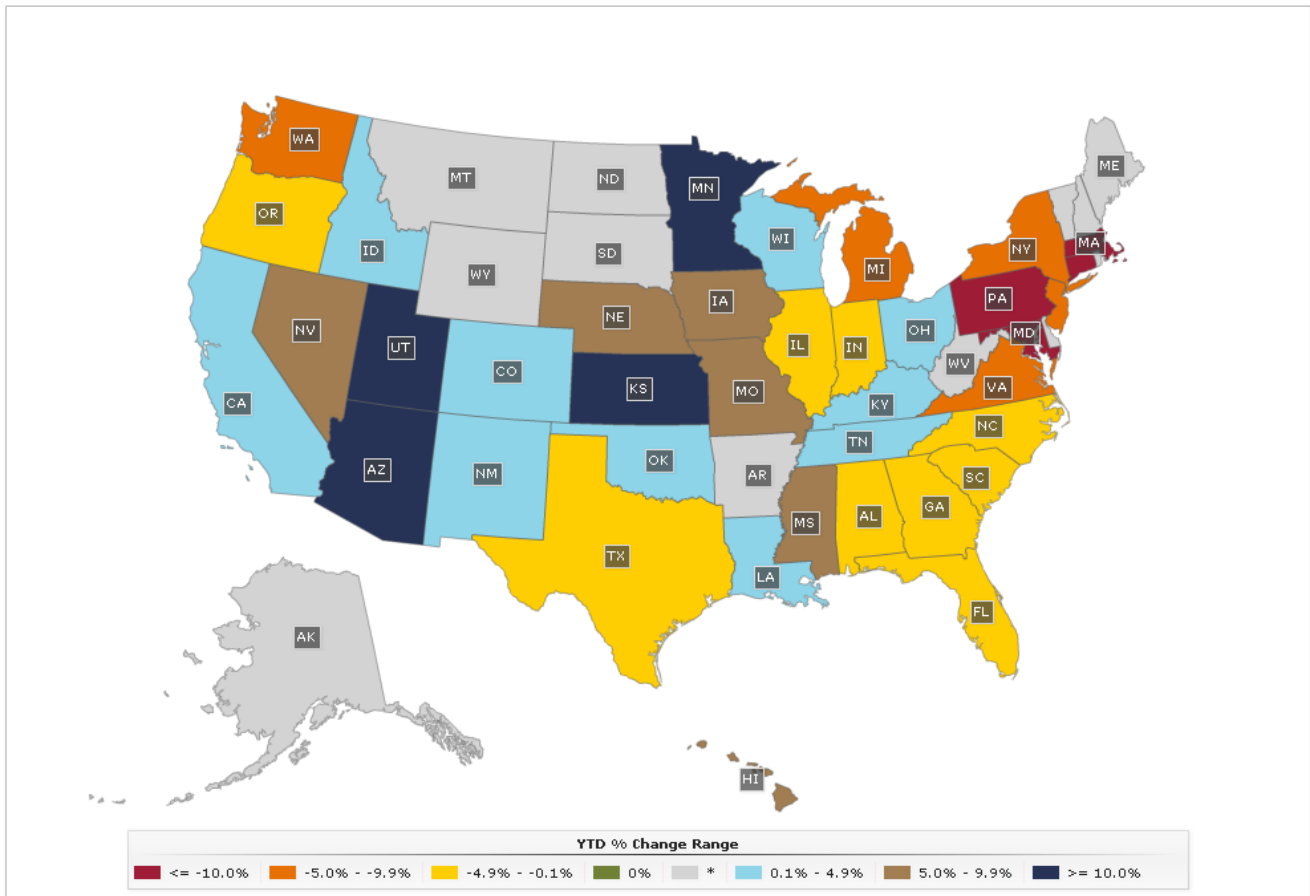 WA
MT
ND
MN
ME
OR
ID
WY
SD
WI
MI
NY
MA
NV
UT
CO
NE
IA
IL
IN
OH
PA
MD
WV
VA
CA
AZ
NM
KS
MO
KY
NC
TN
OK
AR
SC
TX
LA
MS
AL
GA
FL
AK
HI
YTD % Change Range
<= -10.0% -5.0% - -9.9% -4.9% - -0.1% 0% * 0.1% - 4.9% 5.0% - 9.9% >= 10.0%